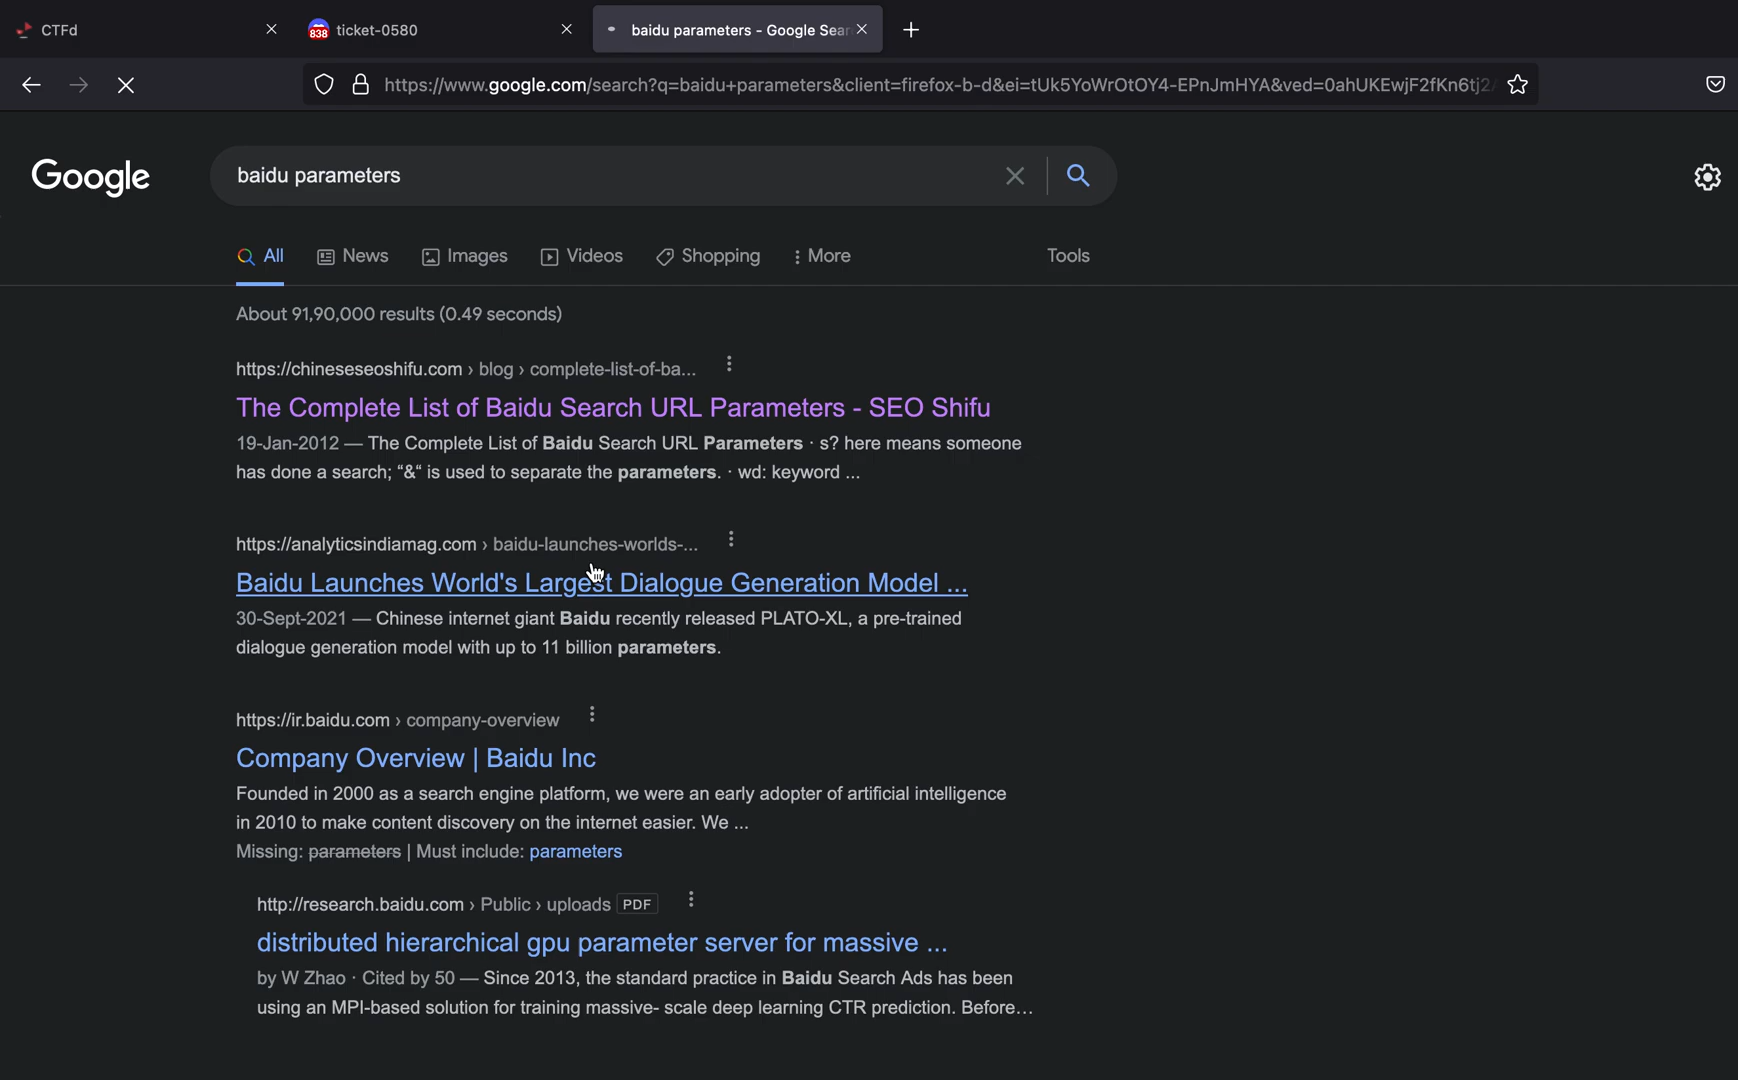 CTFd
838 ticket-0580
baidu parameters - Google Sear
https://www.google.com/search?q=baidu+parameters&client=firefox-b-d&ei=tUk5YoWrOtOY4-EPnJmHYA&ved=0ahUKEwjF2fKn6tj2
Google
baidu parameters
All News Images Videos Shopping More Tools
About 91,90,000 results (0.49 seconds)
https://chineseseoshifu.com › blog › complete-list-of-ba...
The Complete List of Baidu Search URL Parameters - SEO Shifu
19-Jan-2012 — The Complete List of Baidu Search URL Parameters · s? here means someone
has done a search; “&“ is used to separate the parameters. · wd: keyword ...
https://analyticsindiamag.com › baidu-launches-worlds-...
Baidu Launches World's Largest Dialogue Generation Model ...
30-Sept-2021 — Chinese internet giant Baidu recently released PLATO-XL, a pre-trained
dialogue generation model with up to 11 billion parameters.
https://ir.baidu.com › company-overview
Company Overview | Baidu Inc
Founded in 2000 as a search engine platform, we were an early adopter of artificial intelligence
in 2010 to make content discovery on the internet easier. We ...
Missing: parameters | Must include: parameters
http://research.baidu.com › Public › uploads PDF
distributed hierarchical gpu parameter server for massive ...
by W Zhao · Cited by 50 — Since 2013, the standard practice in Baidu Search Ads has been
using an MPI-based solution for training massive- scale deep learning CTR prediction. Before...